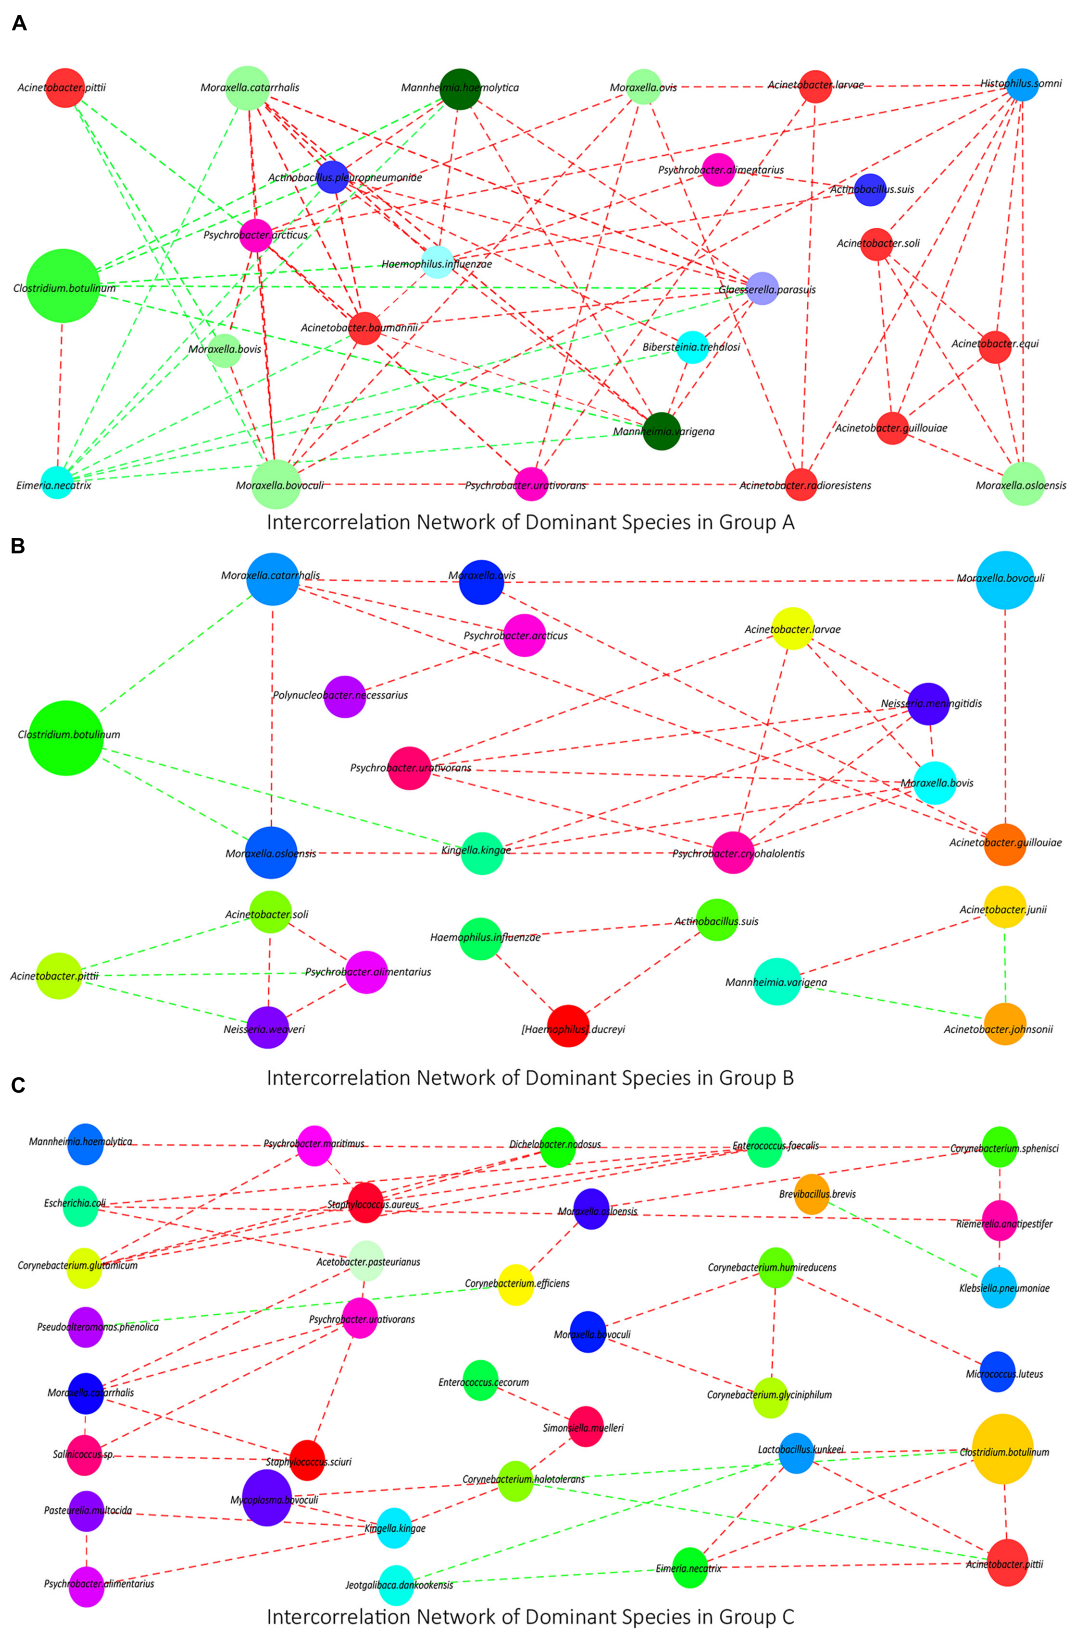 A
Acinetobacter.pittii Moraxella.catarrhalis Mannheimia.haemolytica Moraxella.ovis Acinetobacter.larvae Histophilus.somni
Actinobacillus.pleuropneumoniae Psychrobacter.alimentarius Actinobacillus.suis
Psychrobacter.arcticus Acinetobacter.soli
Haemophilus.influenzae
Clostridium.botulinum Glaesserella.parasuis
Acinetobacter.baumannii
Moraxella.bovis Bibersteinia.trehalosi Acinetobacter.equi
Mannheimia.varigena Acinetobacter.guillouiae
Eimeria.necatrix Moraxella.bovoculi Psychrobacter.urativorans Acinetobacter.radioresistens Moraxella.osloensis
Intercorrelation Network of Dominant Species in Group A
B
Moraxella.catarrhalis Moraxella.ovis Moraxella.bovoculi
Psychrobacter.arcticus Acinetobacter.larvae
Polynucleobacter.necessarius Neisseria.meningitidis
Clostridium.botulinum
Psychrobacter.urativorans Moraxella.bovis
Moraxella.osloensis Kingella.kingae Psychrobacter.cryohalolentis Acinetobacter.guillouiae
Acinetobacter.soli Haemophilus.influenzae Actinobacillus.suis Acinetobacter.junii
Acinetobacter.pittii Psychrobacter.alimentarius Mannheimia.varigena
Neisseria.weaveri [Haemophilus].ducreyi Acinetobacter.johnsonii
Intercorrelation Network of Dominant Species in Group B
C
Mannheimia.haemalytica Psychrobacter.maritimus Dichelobacter.nodosus Enterococcus.faecalis Corynebacterium.sphenisci
Escherichia.coli Staphylococcus.aureus Moraxella.osloensis Brevibacillus.brevis Riemerella.anatipestifer
Corynebacterium.glutamicum Acetobacter.pasteurianus Corynebacterium.efficiens Corynebacterium.humireducens Klebsiella.pneumoniae
Pseudoalteromonas.phenolica Psychrobacter.urativorans Moraxella.bovoculi
Moraxella.catarrhalis Enterococcus.cecorum Corynebacterium.glyciniphilum Micrococcus.luteus
Simonsiella.muelleri
Salinicoccus.sp. Staphylococcus.sciuri Lactobacillus.kunkeei Clostridium.botulinum
Corynebacterium.halotolerans
Pasteurella.multocida Mycoplasma.bovoculi
Kingella.kingae
Psychrobacter.alimentarius Jeotgalibaca.dankookensis Eimeria.necatrix Acinetobacter.pittii
Intercorrelation Network of Dominant Species in Group C